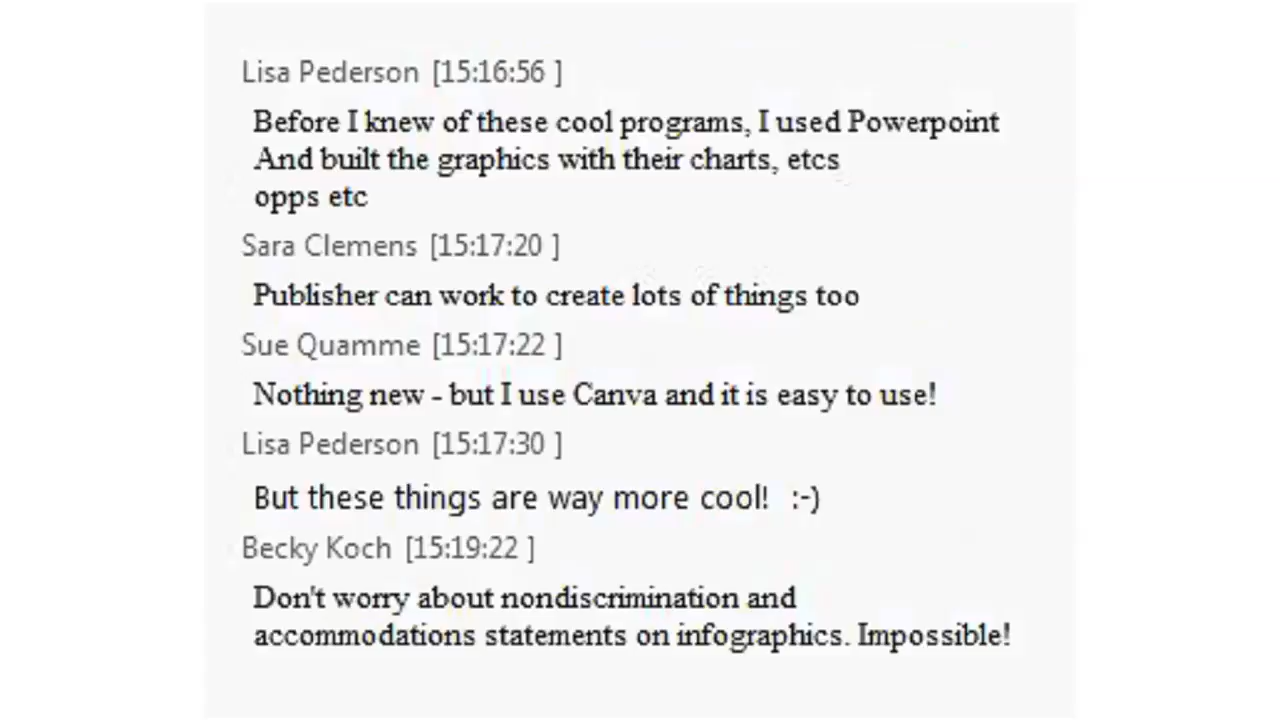 Lisa Pederson [15:16:56 ]
Before I knew of these cool programs, I used Powerpoint
And built the graphics with their charts, etcs
opps etc
Sara Clemens [15:17:20 ]
Publisher can work to create lots of things too
Sue Quamme [15:17:22 ]
Nothing new - but I use Canva and it is easy to use!
Lisa Pederson [15:17:30 ]
But these things are way more cool!  :-)
Becky Koch [15:19:22 ]
Don't worry about nondiscrimination and
accommodations statements on infographics. Impossible!